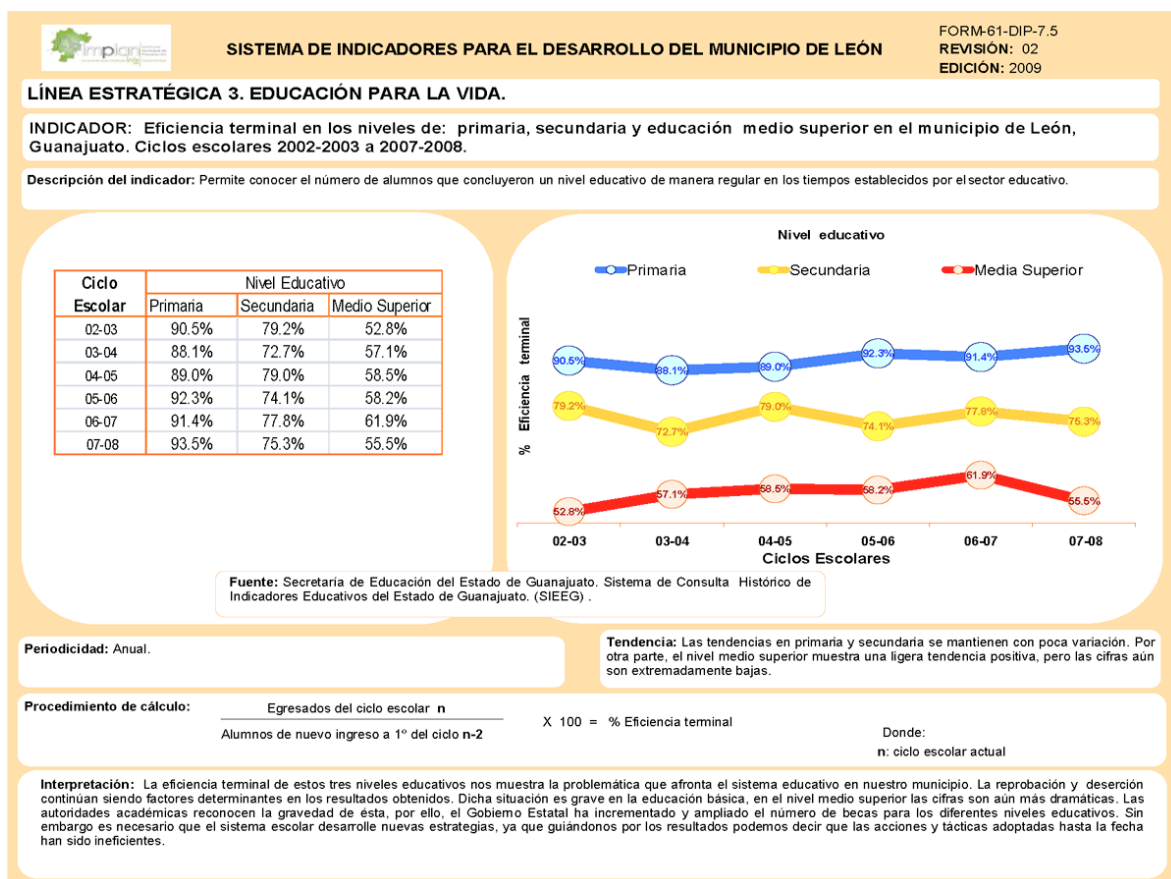 implan
SISTEMA DE INDICADORES PARA EL DESARROLLO DEL MUNICIPIO DE LEÓN
FORM-61-DIP-7.5
REVISIÓN: 02
EDICIÓN: 2009
LÍNEA ESTRATÉGICA 3. EDUCACIÓN PARA LA VIDA.
INDICADOR: Eficiencia terminal en los niveles de: primaria, secundaria y educación medio superior en el municipio de León,
Guanajuato. Ciclos escolares 2002-2003 a 2007-2008.
Descripción del indicador: Permite conocer el número de alumnos que concluyeron un nivel educativo de manera regular en los tiempos establecidos por el sector educativo.
Ciclo Escolar Nivel Educativo
Primaria Secundaria Medio Superior
02-03 90.5% 79.2% 52.8%
03-04 88.1% 72.7% 57.1%
04-05 89.0% 79.0% 58.5%
05-06 92.3% 74.1% 58.2%
06-07 91.4% 77.8% 61.9%
07-08 93.5% 75.3% 55.5%
Nivel educativo
Primaria Secundaria Media Superior
% Eficiencia terminal
90.5% 88.1% 89.0% 92.3% 91.4% 93.5%
79.2% 72.7% 79.0% 74.1% 77.8% 75.3%
52.8% 57.1% 58.5% 58.2% 61.9% 55.5%
02-03 03-04 04-05 05-06 06-07 07-08
Ciclos Escolares
Fuente: Secretaría de Educación del Estado de Guanajuato. Sistema de Consulta Histórico de
Indicadores Educativos del Estado de Guanajuato. (SIEEG) .
Periodicidad: Anual.
Tendencia: Las tendencias en primaria y secundaria se mantienen con poca variación. Por
otra parte, el nivel medio superior muestra una ligera tendencia positiva, pero las cifras aún
son extremadamente bajas.
Procedimiento de cálculo:
Egresados del ciclo escolar n
Alumnos de nuevo ingreso a 1º del ciclo n-2
X 100 = % Eficiencia terminal
Donde:
n: ciclo escolar actual
Interpretación: La eficiencia terminal de estos tres niveles educativos nos muestra la problemática que afronta el sistema educativo en nuestro municipio. La reprobación y deserción
continúan siendo factores determinantes en los resultados obtenidos. Dicha situación es grave en la educación básica, en el nivel medio superior las cifras son aún más dramáticas. Las
autoridades académicas reconocen la gravedad de ésta, por ello, el Gobierno Estatal ha incrementado y ampliado el número de becas para los diferentes niveles educativos. Sin
embargo es necesario que el sistema escolar desarrolle nuevas estrategias, ya que guiándonos por los resultados podemos decir que las acciones y tácticas adoptadas hasta la fecha
han sido ineficientes.